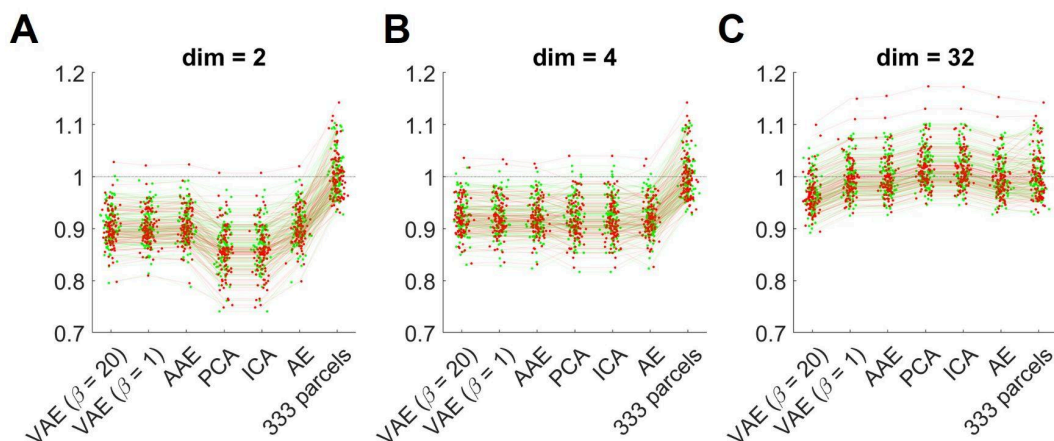 A
dim = 2
1.2
1.1
1
0.9
0.8
0.7
VAE (β = 20)
VAE (β = 1)
AAE
PCA
ICA
AE
333 parcels
B
dim = 4
1.2
1.1
1
0.9
0.8
0.7
VAE (β = 20)
VAE (β = 1)
AAE
PCA
ICA
AE
333 parcels
C
dim = 32
1.2
1.1
1
0.9
0.8
0.7
VAE (β = 20)
VAE (β = 1)
AAE
PCA
ICA
AE
333 parcels